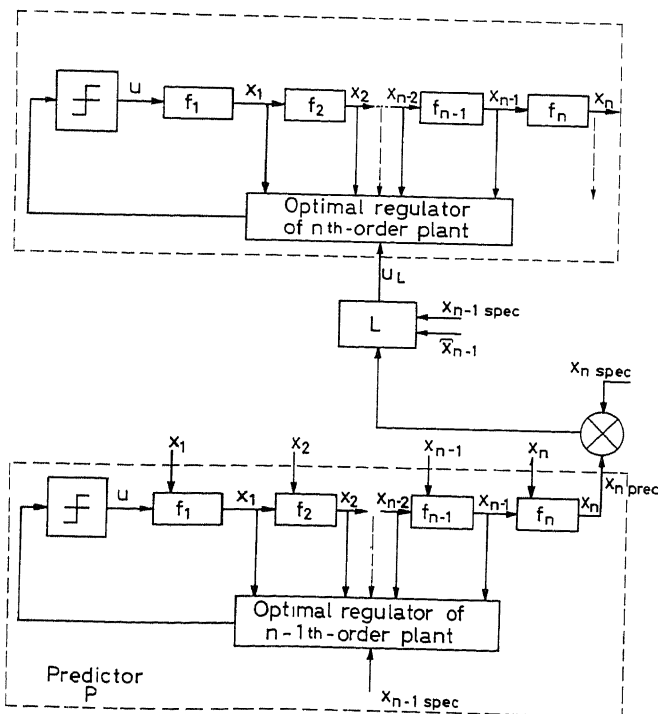 u f₁ x₁ f₂ x₂ xₙ₋₂ fₙ₋₁ xₙ₋₁ fₙ xₙ
Optimal regulator
of nth-order plant
u_L
L
xₙ₋₁ spec
x̅ₙ₋₁
xₙ spec
x₁ x₂ xₙ₋₁ xₙ
u f₁ x₁ f₂ x₂ xₙ₋₂ fₙ₋₁ xₙ₋₁ fₙ xₙ
xₙ prec
Optimal regulator of
n-1th-order plant
Predictor
P
xₙ₋₁ spec